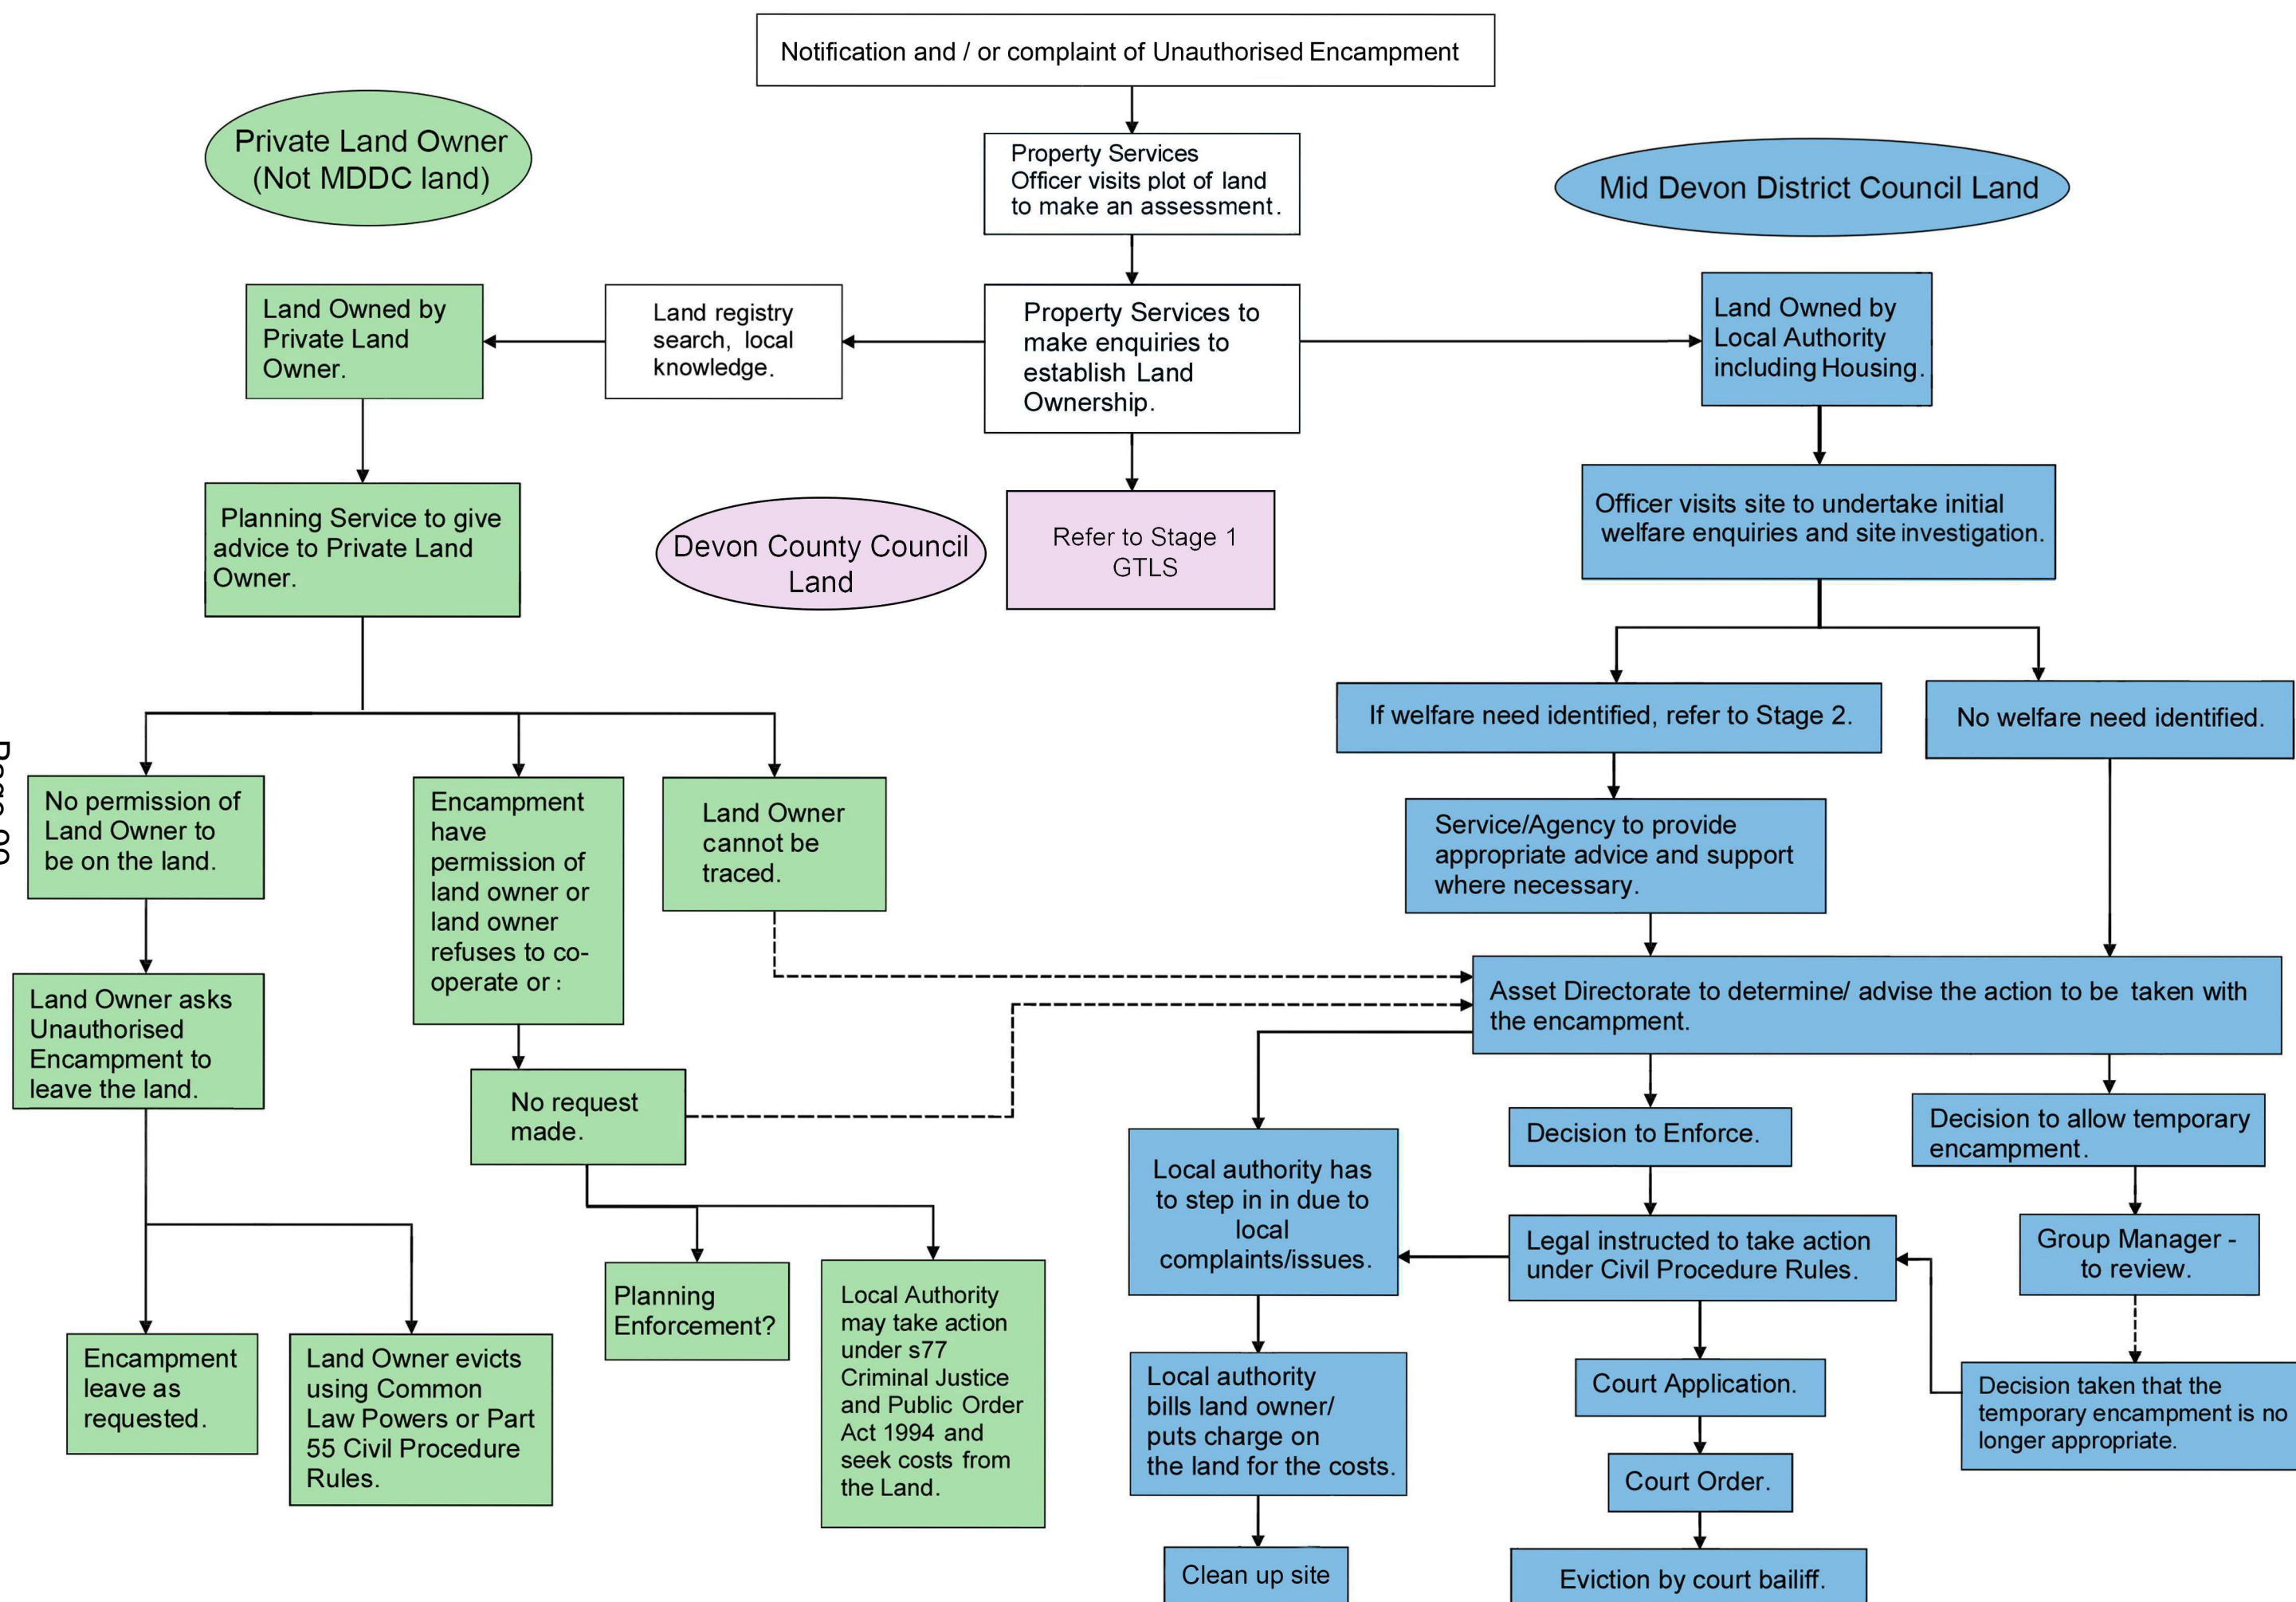 Notification and / or complaint of Unauthorised Encampment
Private Land Owner
(Not MDDC land)
Property Services
Officer visits plot of land
to make an assessment.
Mid Devon District Council Land
Land Owned by
Private Land
Owner.
Land registry
search, local
knowledge.
Property Services to
make enquiries to
establish Land
Ownership.
Land Owned by
Local Authority
including Housing.
Planning Service to give
advice to Private Land
Owner.
Devon County Council
Land
Refer to Stage 1
GTLS
Officer visits site to undertake initial
welfare enquiries and site investigation.
If welfare need identified, refer to Stage 2.
No welfare need identified.
No permission of
Land Owner to
be on the land.
Encampment
have
permission of
land owner or
land owner
refuses to co-
operate or :
Land Owner
cannot be
traced.
Service/Agency to provide
appropriate advice and support
where necessary.
Land Owner asks
Unauthorised
Encampment to
leave the land.
Asset Directorate to determine/ advise the action to be taken with
the encampment.
No request
made.
Decision to Enforce.
Decision to allow temporary
encampment.
Local authority has
to step in in due to
local
complaints/issues.
Legal instructed to take action
under Civil Procedure Rules.
Group Manager -
to review.
Planning
Enforcement?
Local Authority
may take action
under s77
Criminal Justice
and Public Order
Act 1994 and
seek costs from
the Land.
Encampment
leave as
requested.
Land Owner evicts
using Common
Law Powers or Part
55 Civil Procedure
Rules.
Local authority
bills land owner/
puts charge on
the land for the costs.
Court Application.
Decision taken that the
temporary encampment is no
longer appropriate.
Court Order.
Clean up site
Eviction by court bailiff.